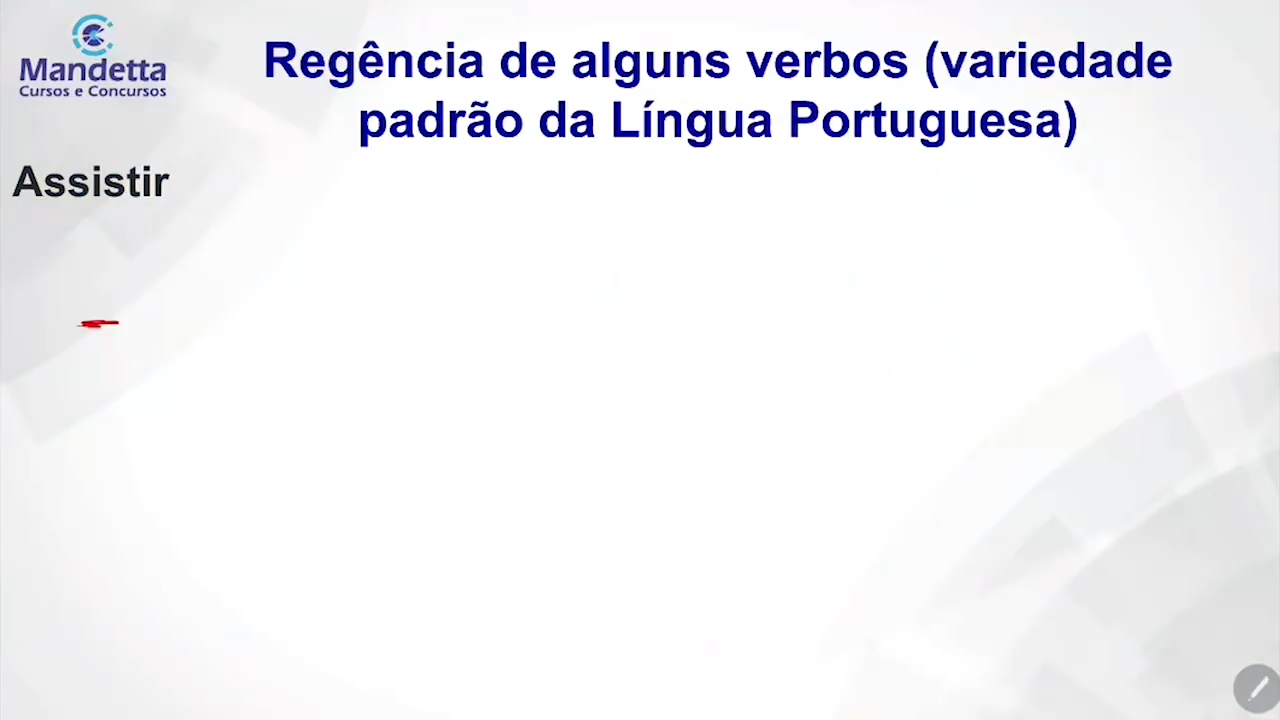 Mandetta
Cursos e Concursos
Regência de alguns verbos (variedade
padrão da Língua Portuguesa)
Assistir